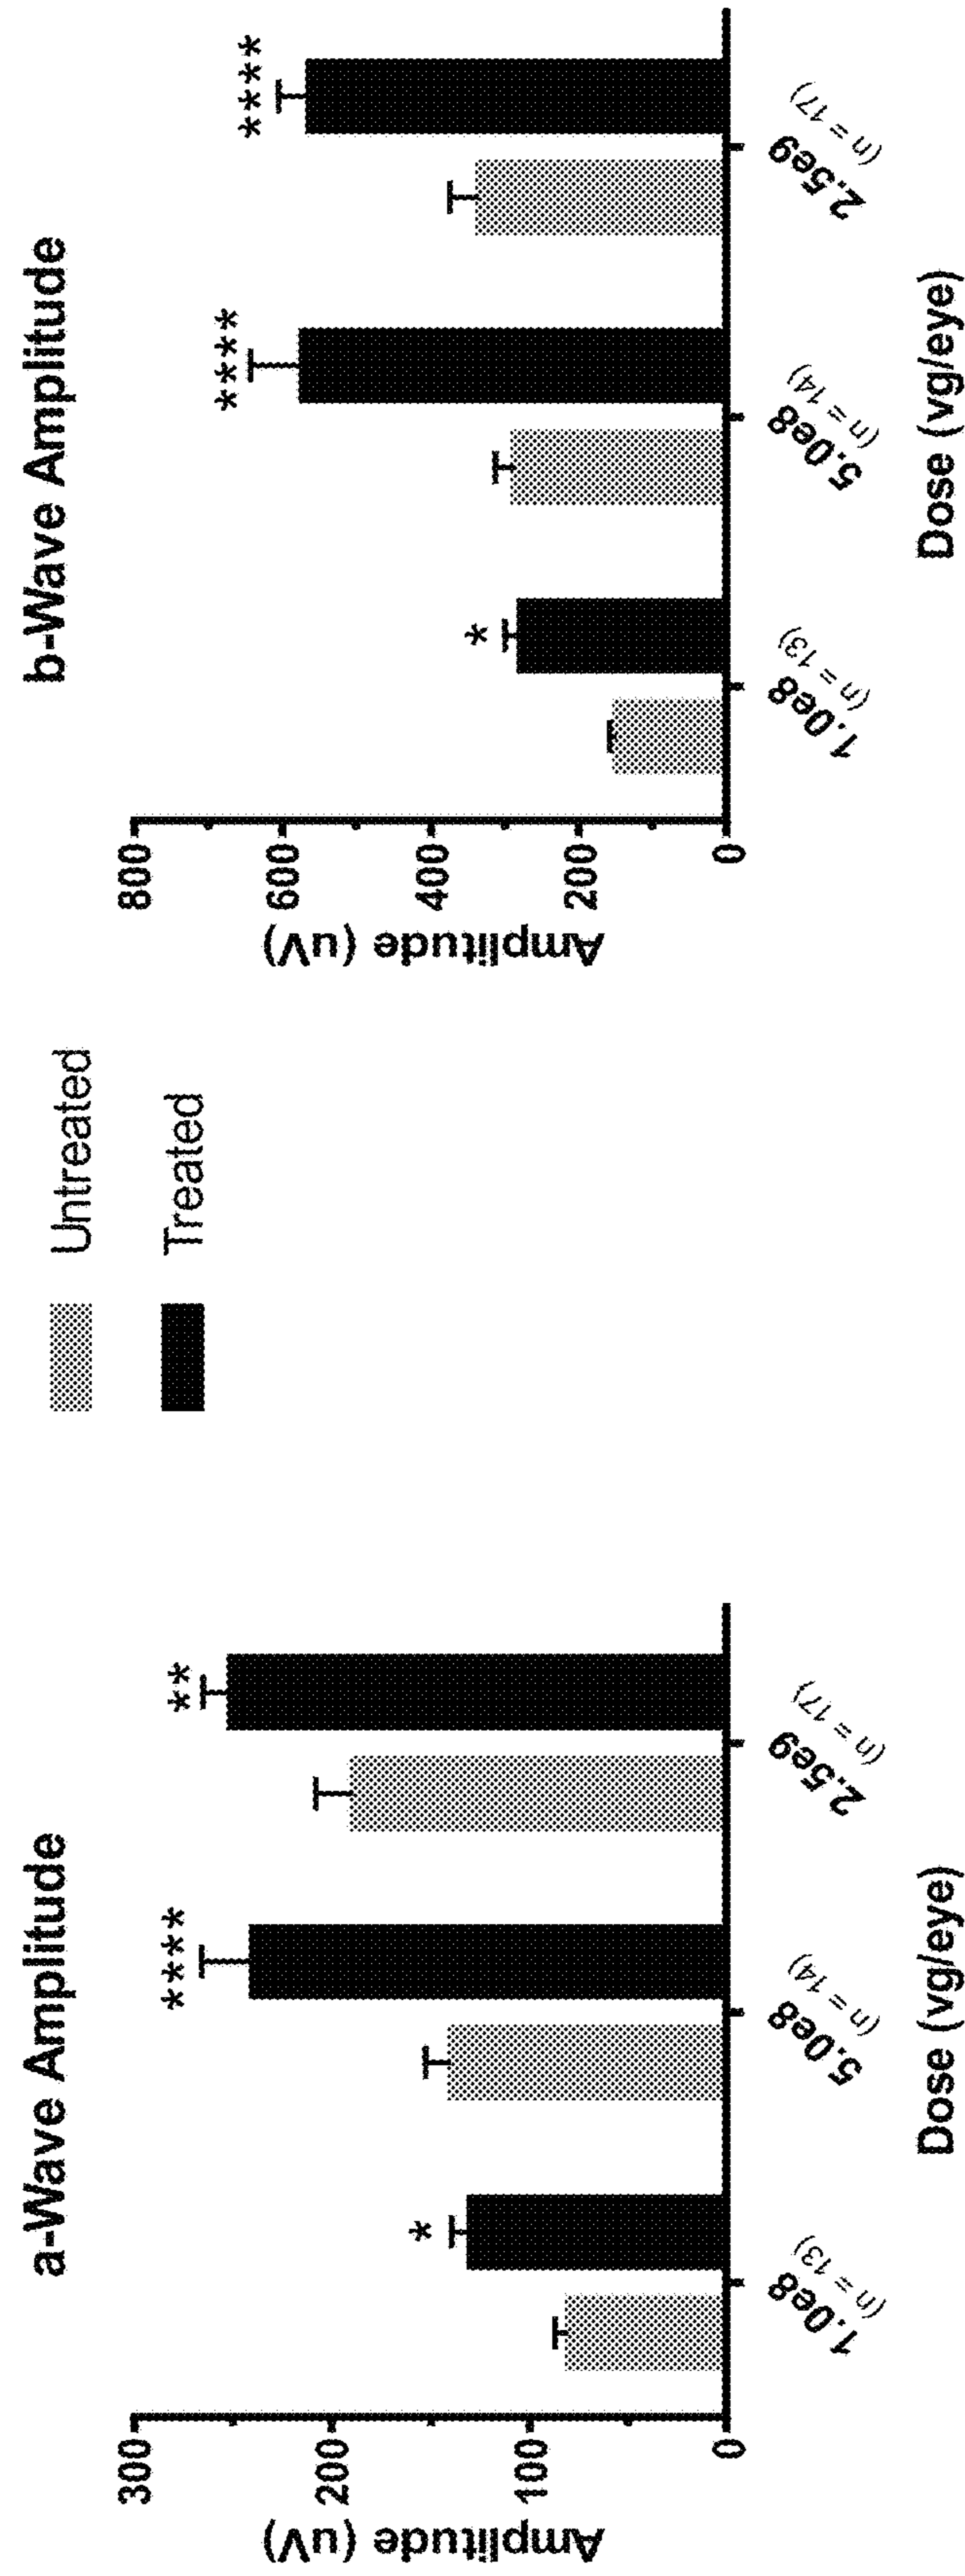 a-Wave Amplitude
Amplitude (uV)
300
200
100
0
*
****
**
1.0e8
(n = 13)
5.0e8
(n = 14)
2.5e9
(n = 17)
Dose (vg/eye)
Untreated
Treated
b-Wave Amplitude
Amplitude (uV)
800
600
400
200
0
*
****
****
1.0e8
(n = 13)
5.0e8
(n = 14)
2.5e9
(n = 17)
Dose (vg/eye)